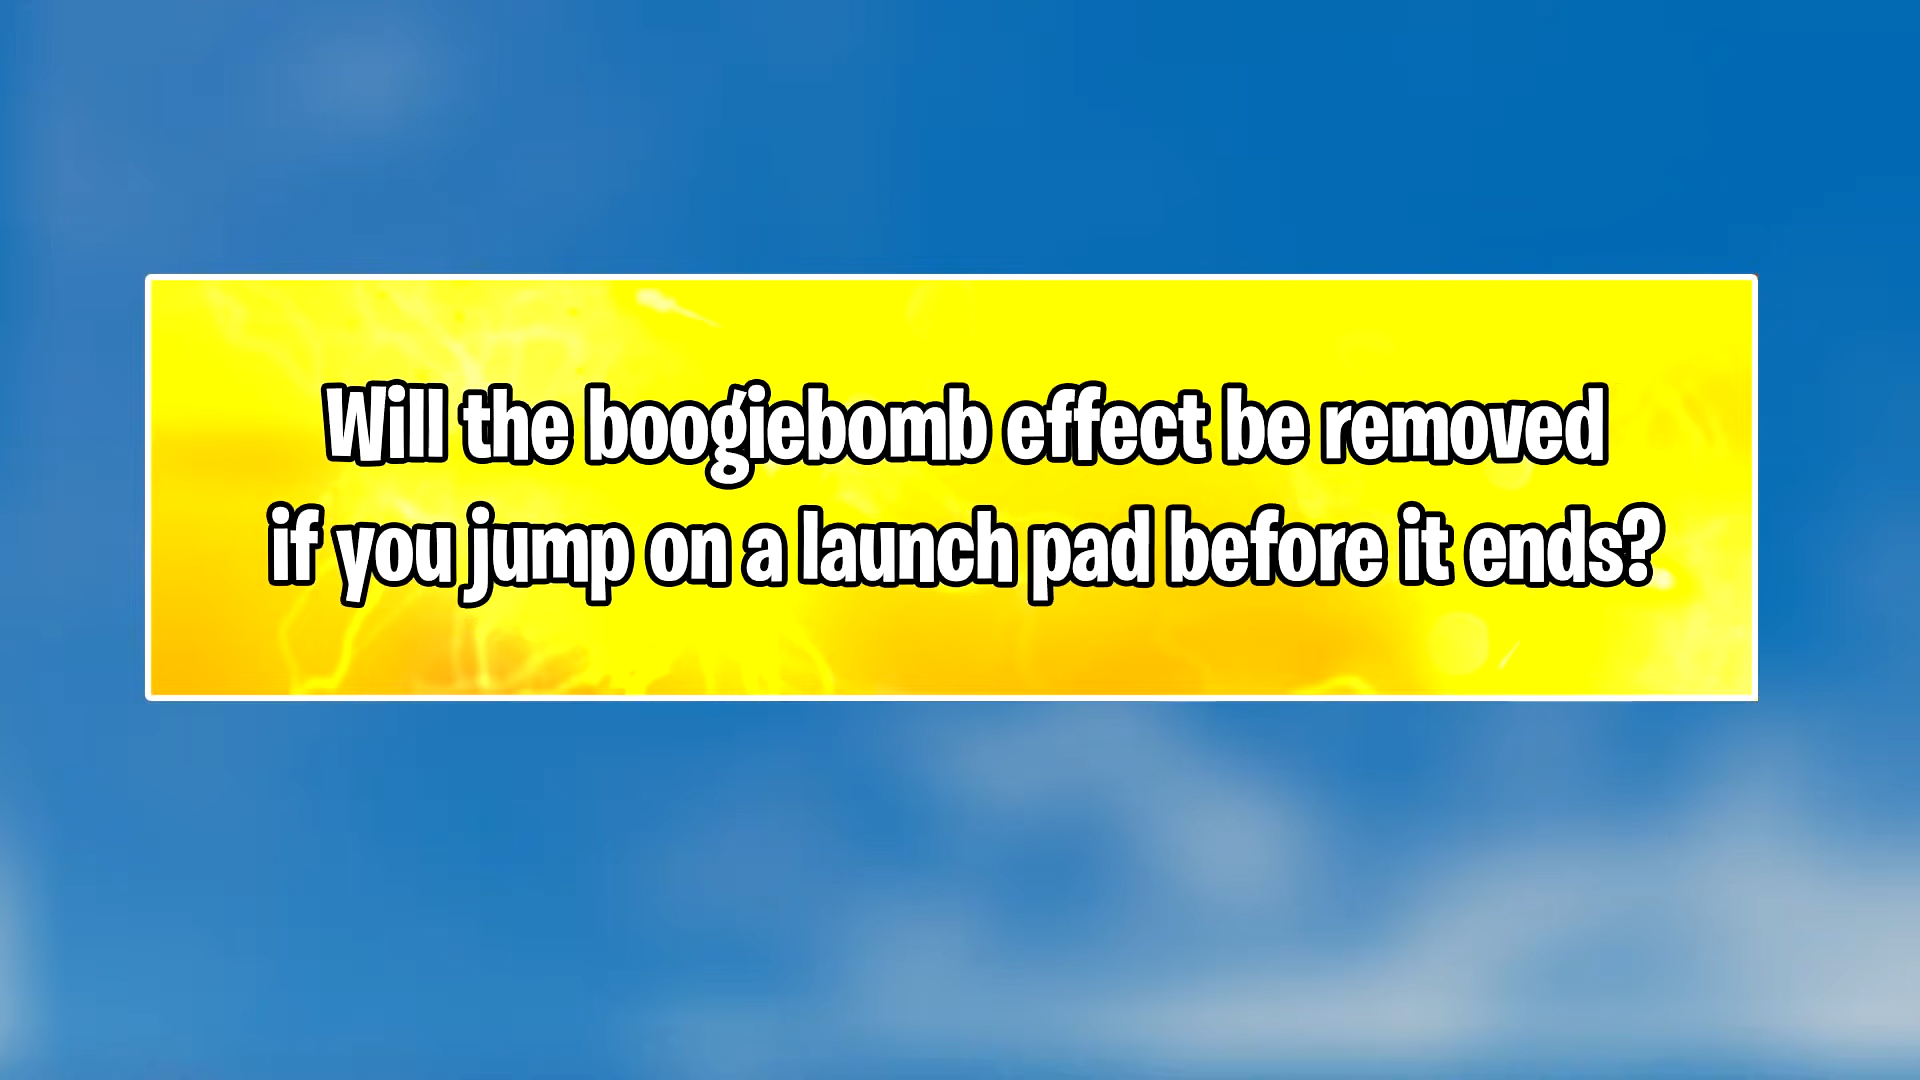 Will the boogiebomb effect be removed
if you jump on a launch pad before it ends?